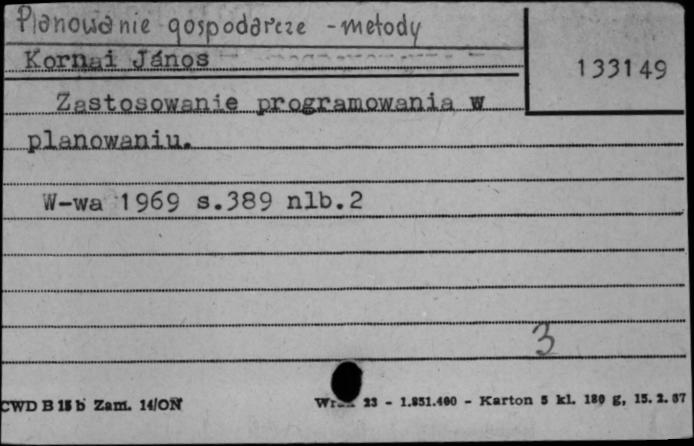 Planowanie gospodarcze - metody
Kornai János
133149
Zastosowanie programowania w
planowaniu.
W-wa 1969 s.389 nlb.2
3
CWD B 15 b Zam. 14/ON
23 - 1.851.400 - Karton 5 kl. 180 g, 15. 2. 67